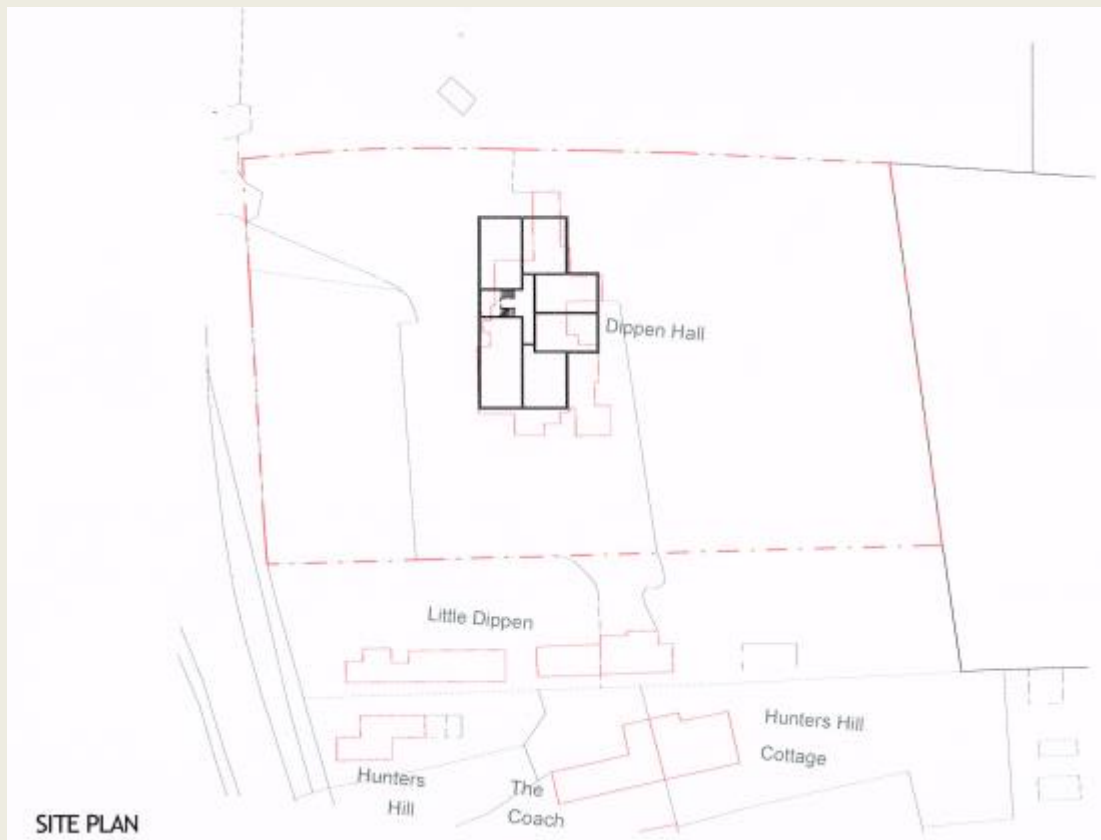 Dippen Hall
Little Dippen
Hunters Hill
Cottage
Hunters
Hill
The
Coach
SITE PLAN